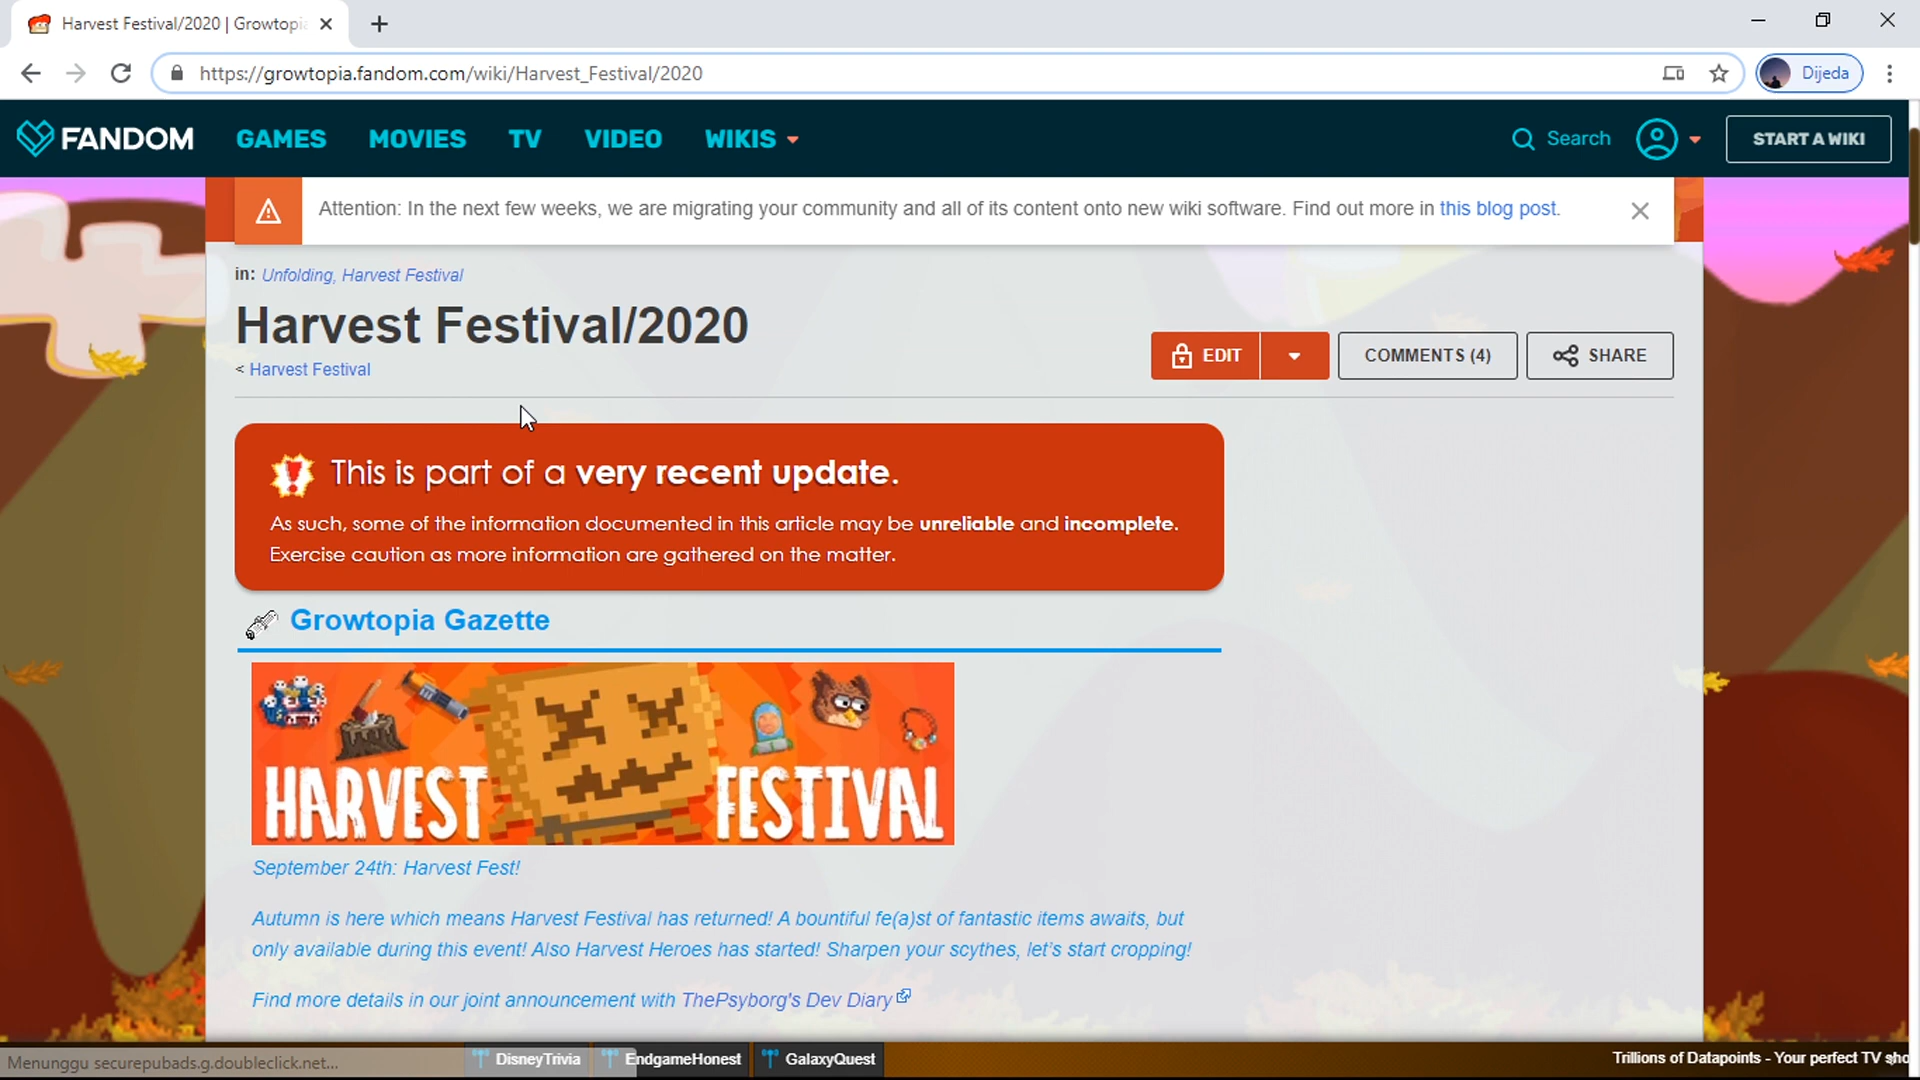 Harvest Festival/2020 | Growtopia
https://growtopia.fandom.com/wiki/Harvest_Festival/2020
Dijeda
FANDOM GAMES MOVIES TV VIDEO WIKIS Search START A WIKI
Attention: In the next few weeks, we are migrating your community and all of its content onto new wiki software. Find out more in this blog post.
in: Unfolding, Harvest Festival
Harvest Festival/2020
< Harvest Festival
EDIT COMMENTS (4) SHARE
This is part of a very recent update.
As such, some of the information documented in this article may be unreliable and incomplete.
Exercise caution as more information are gathered on the matter.
Growtopia Gazette
HARVEST FESTIVAL
September 24th: Harvest Fest!
Autumn is here which means Harvest Festival has returned! A bountiful fe(a)st of fantastic items awaits, but
only available during this event! Also Harvest Heroes has started! Sharpen your scythes, let's start cropping!
Find more details in our joint announcement with ThePsyborg's Dev Diary
Menunggu securepubads.g.doubleclick.net...
DisneyTrivia EndgameHonest GalaxyQuest
Trillions of Datapoints - Your perfect TV sho